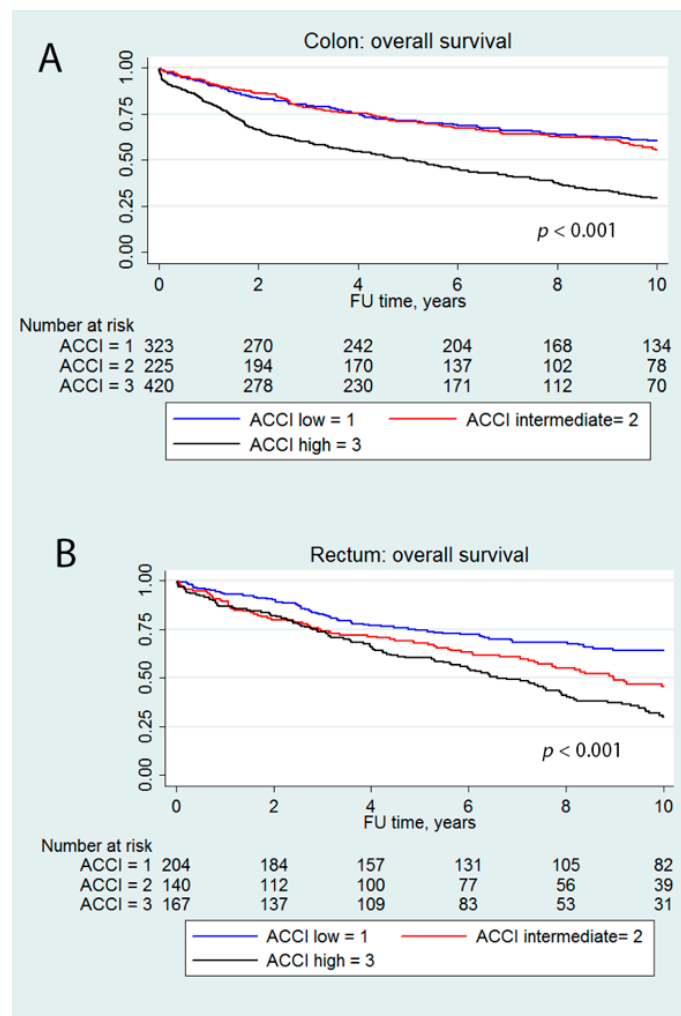 A
Colon: overall survival
1.00
0.75
0.50
0.25
0.00
p < 0.001
0 2 4 6 8 10
FU time, years
Number at risk
ACCI = 1 323 270 242 204 168 134
ACCI = 2 225 194 170 137 102 78
ACCI = 3 420 278 230 171 112 70
ACCI low = 1 ACCI intermediate= 2
ACCI high = 3
B
Rectum: overall survival
1.00
0.75
0.50
0.25
0.00
p < 0.001
0 2 4 6 8 10
FU time, years
Number at risk
ACCI = 1 204 184 157 131 105 82
ACCI = 2 140 112 100 77 56 39
ACCI = 3 167 137 109 83 53 31
ACCI low = 1 ACCI intermediate= 2
ACCI high = 3